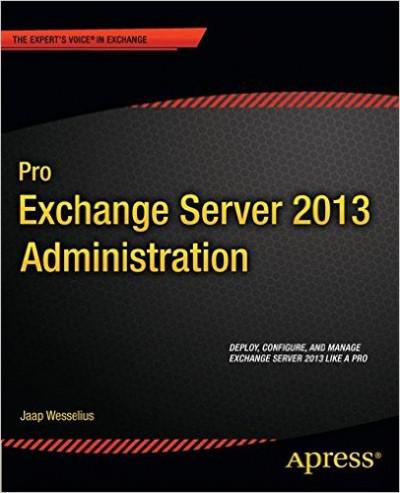 THE EXPERT'S VOICE® IN EXCHANGE
Pro
Exchange Server 2013
Administration
DEPLOY, CONFIGURE, AND MANAGE
EXCHANGE SERVER 2013 LIKE A PRO
Jaap Wesselius
Apress®